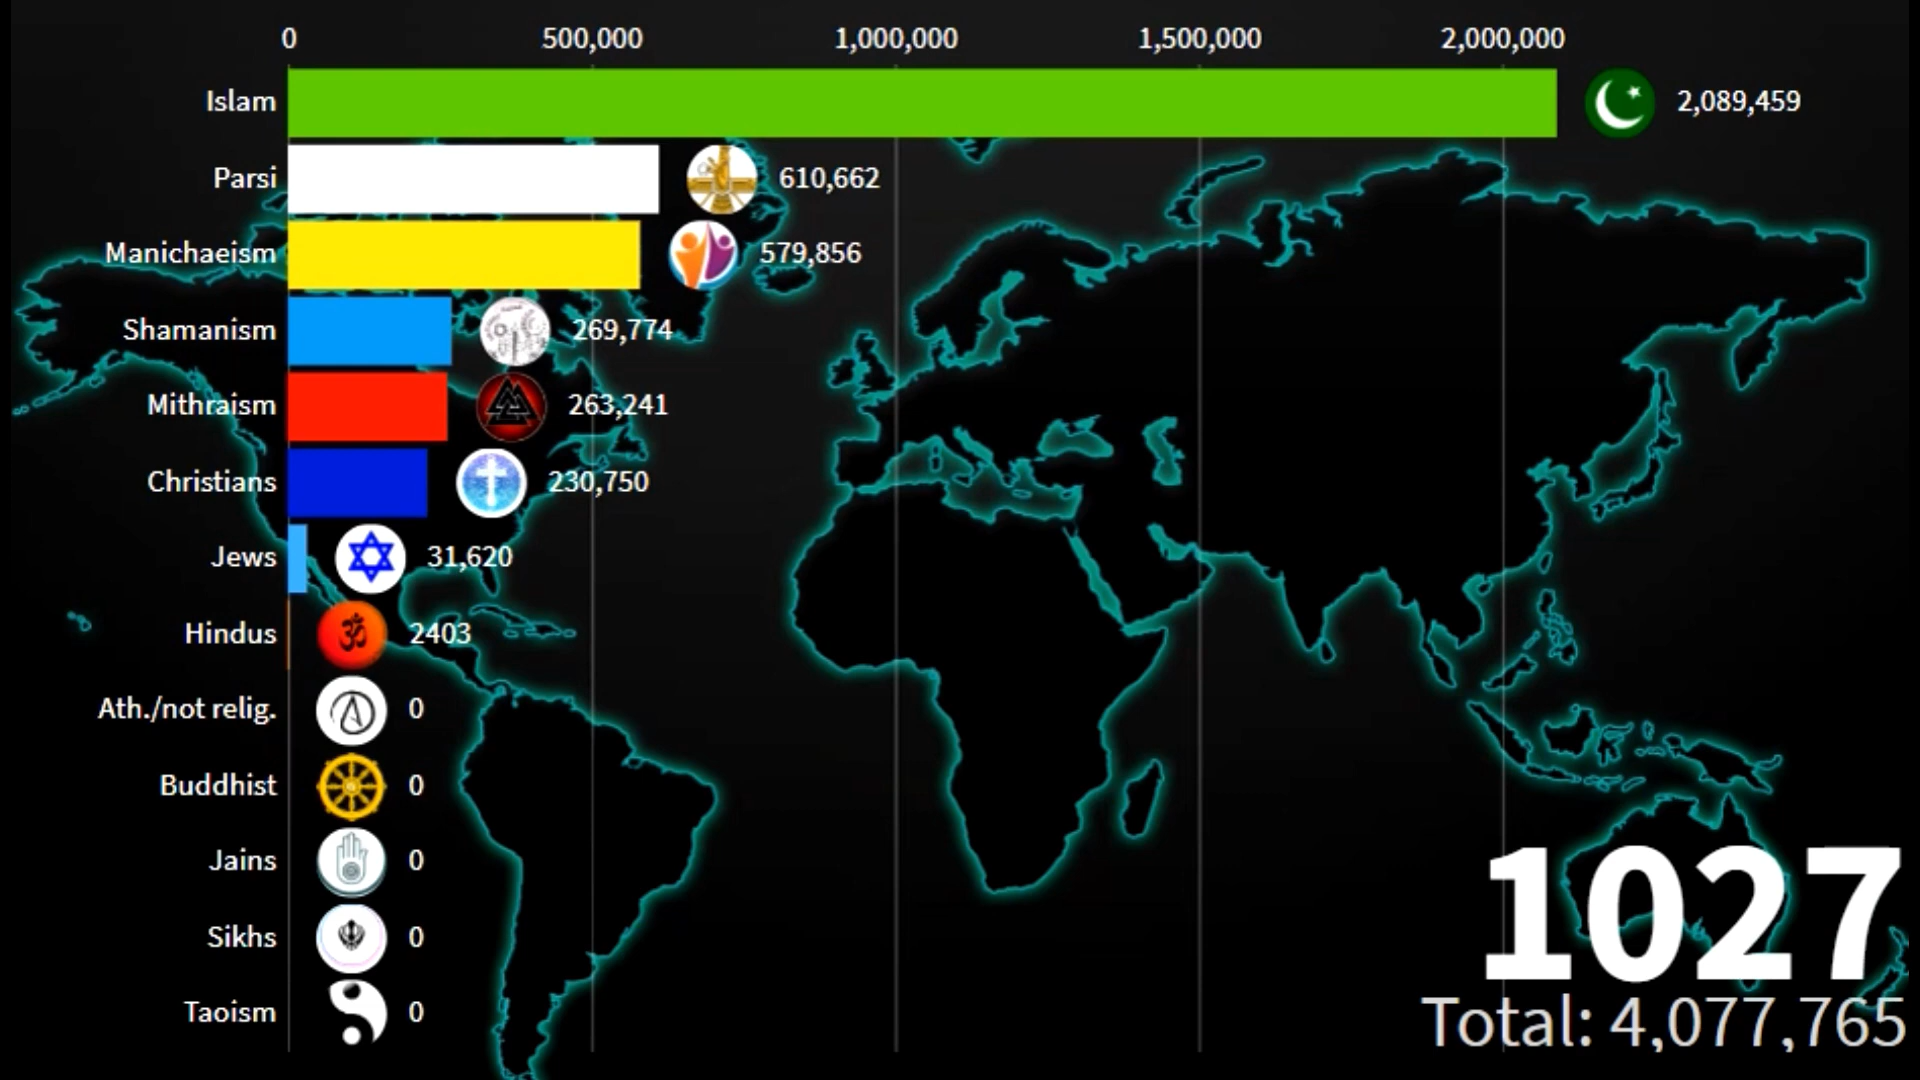 0 500,000 1,000,000 1,500,000 2,000,000
Islam 2,089,459
Parsi 610,662
Manichaeism 579,856
Shamanism 269,774
Mithraism 263,241
Christians 230,750
Jews 31,620
Hindus ॐ 2403
Ath./not relig. 0
Buddhist 0
Jains 0
Sikhs 0
Taoism 0
1027
Total: 4,077,765